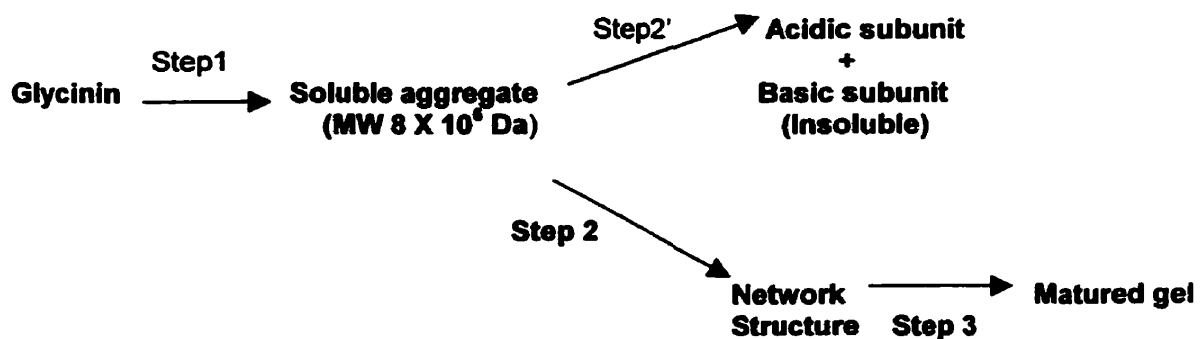 Step1
Step2'
Glycinin
Soluble aggregate
(MW 8 X 10⁶ Da)
Acidic subunit
+
Basic subunit
(Insoluble)
Step 2
Network
Structure
Step 3
Matured gel